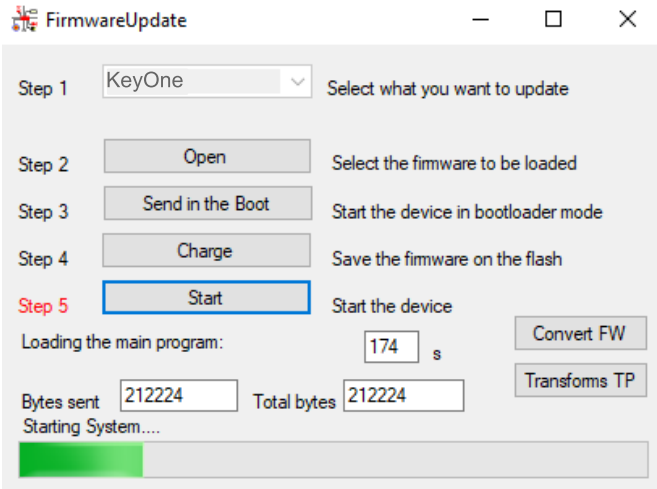 FirmwareUpdate
Step 1 KeyOne Select what you want to update
Step 2 Open Select the firmware to be loaded
Step 3 Send in the Boot Start the device in bootloader mode
Step 4 Charge Save the firmware on the flash
Step 5 Start Start the device
Loading the main program: 174 s Convert FW
Transforms TP
Bytes sent 212224 Total bytes 212224
Starting System....